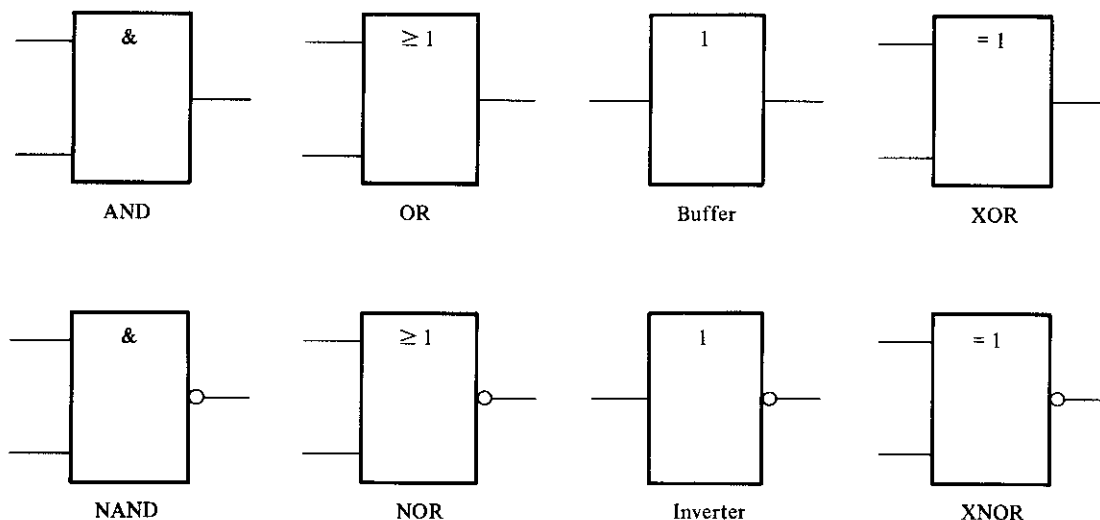 & ≥ 1 1 = 1
AND OR Buffer XOR
& ≥ 1 1 = 1
NAND NOR Inverter XNOR